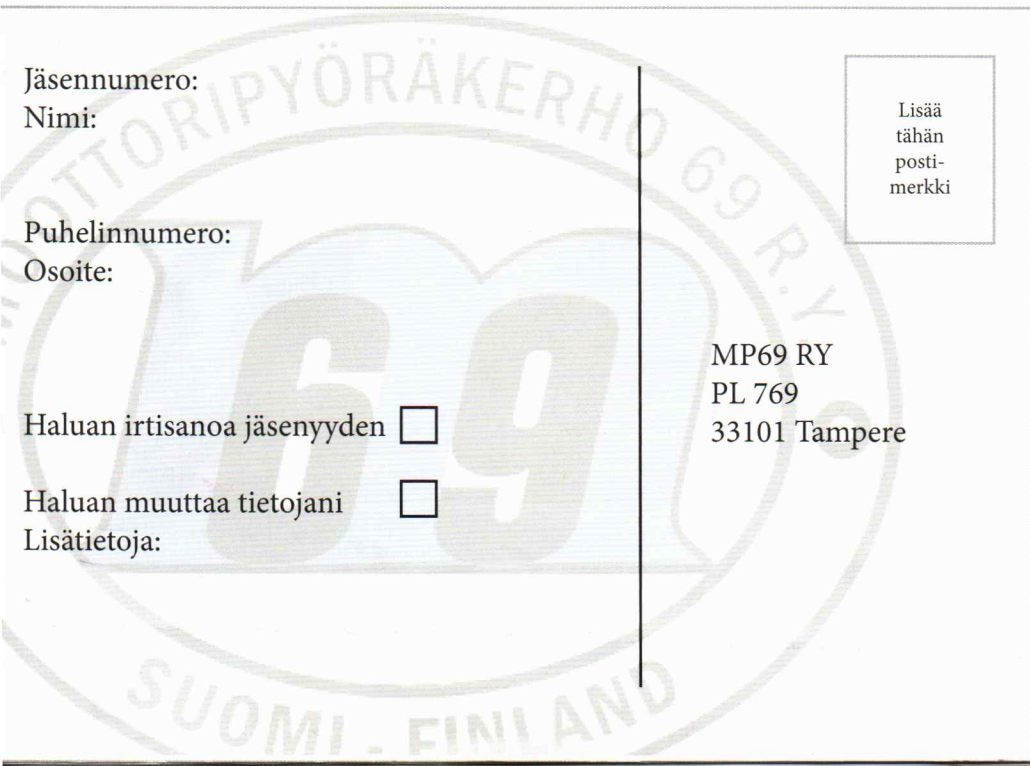 Jäsennumero:
Nimi:
Puhelinnumero:
Osoite:
Haluan irtisanoa jäsenyyden
Haluan muuttaa tietojani
Lisätietoja:
Lisää
tähän
posti-
merkki
MP69 RY
PL 769
33101 Tampere
MOOTTORIPYÖRÄKERHO 69 R.Y.
m69
SUOMI - FINLAND